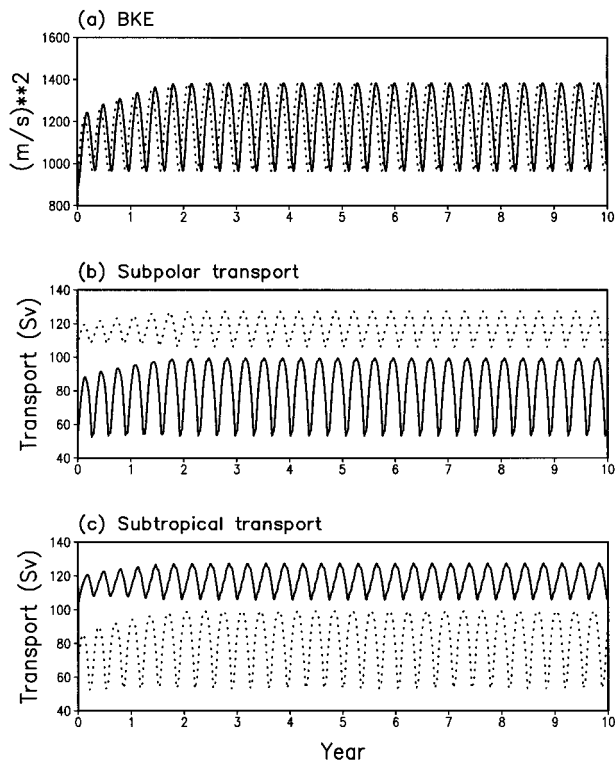 (a) BKE
(m/s)**2
1600
1400
1200
1000
800
0 1 2 3 4 5 6 7 8 9 10
(b) Subpolar transport
Transport (Sv)
140
120
100
80
60
40
0 1 2 3 4 5 6 7 8 9 10
(c) Subtropical transport
Transport (Sv)
140
120
100
80
60
40
0 1 2 3 4 5 6 7 8 9 10
Year